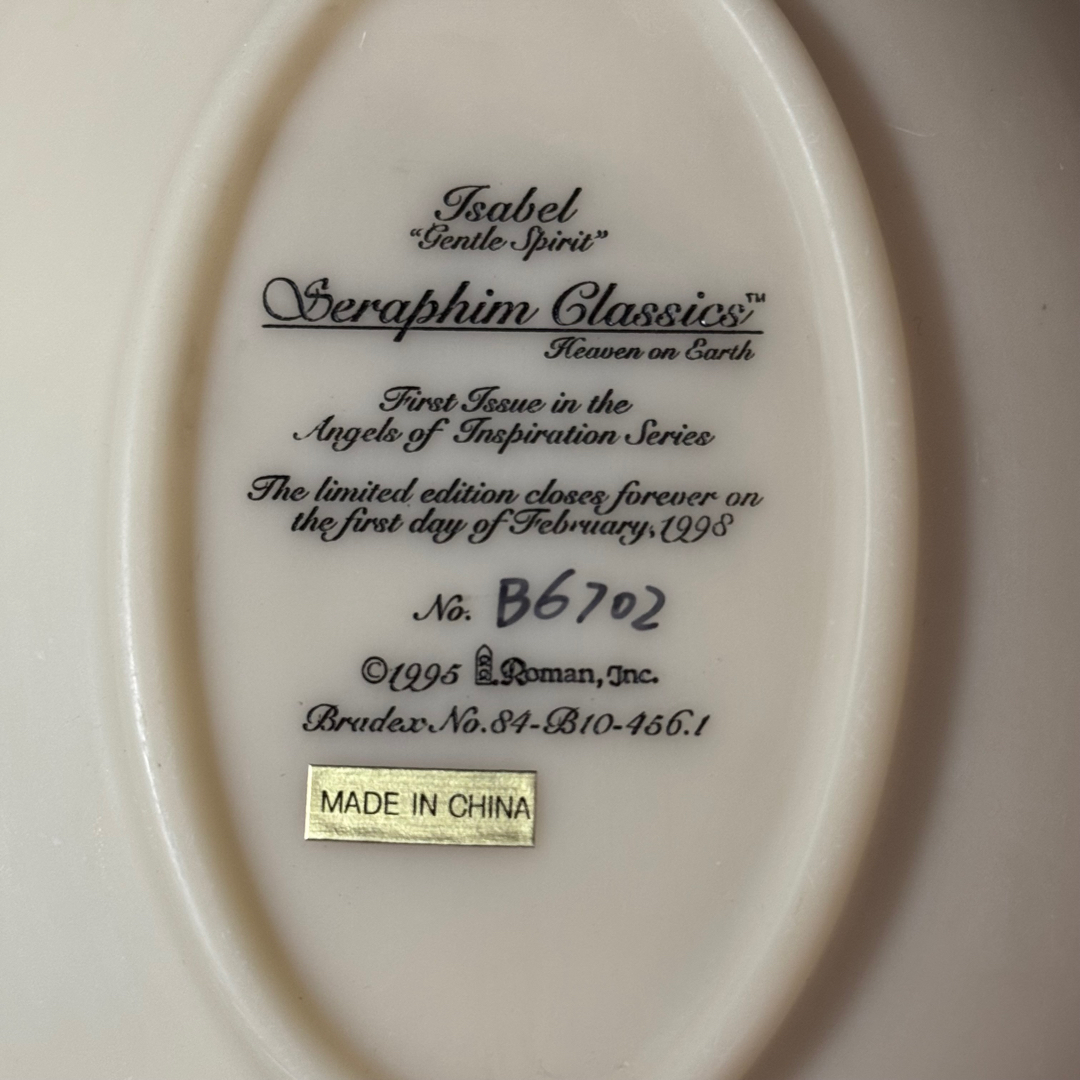 Isabel
“Gentle Spirit”
Seraphim Classics™
Heaven on Earth
First Issue in the
Angels of Inspiration Series
The limited edition closes forever on
the first day of February, 1998
No. B6702
©1995 Roman, Inc.
Bradex No. 84-B10-456.1
MADE IN CHINA